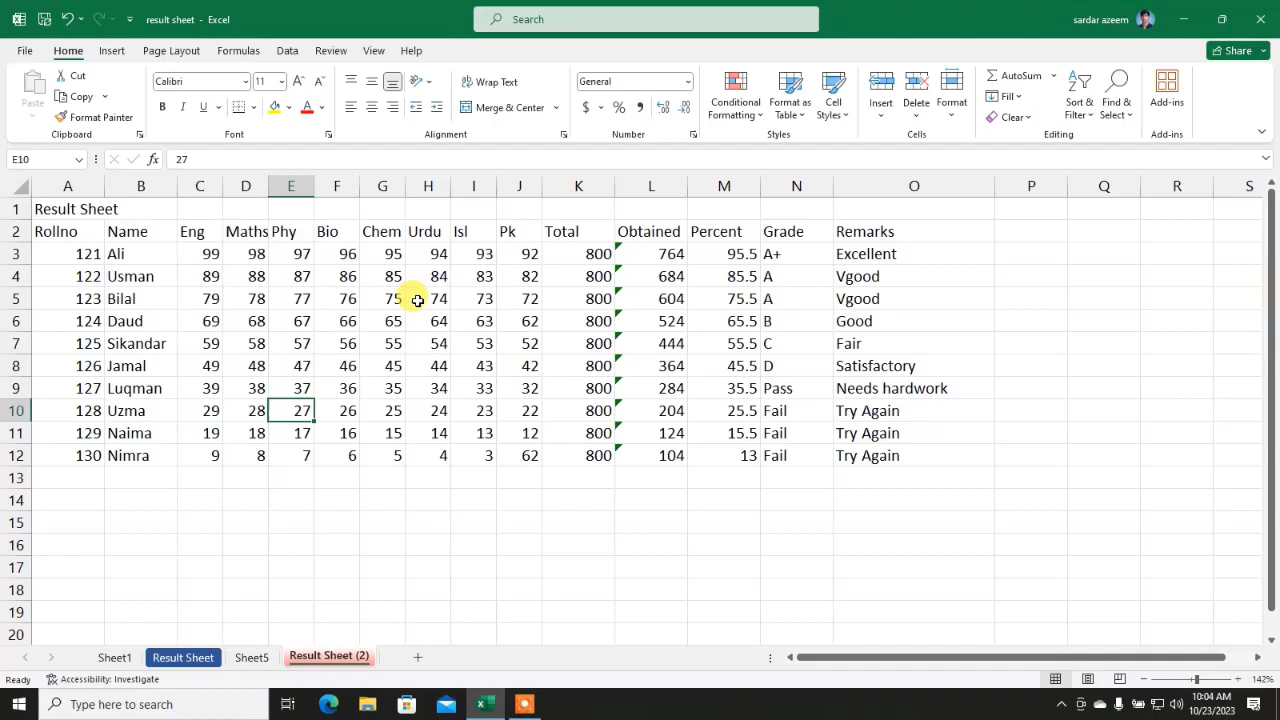 result sheet - Excel
Search
sardar azeem
File Home Insert Page Layout Formulas Data Review View Help
Share
Paste
Cut
Copy
Format Painter
Clipboard
Calibri 11
B I U
Font
Wrap Text
Merge & Center
Alignment
General
$ % ,
Number
Conditional Formatting
Format as Table
Cell Styles
Styles
Insert Delete Format
Cells
AutoSum
Fill
Clear
Sort & Filter
Find & Select
Editing
Add-ins
Add-ins
E10 fx 27
A B C D E F G H I J K L M N O P Q R S
1 Result Sheet
2 Rollno Name Eng Maths Phy Bio Chem Urdu Isl Pk Total Obtained Percent Grade Remarks
3 121 Ali 99 98 97 96 95 94 93 92 800 764 95.5 A+ Excellent
4 122 Usman 89 88 87 86 85 84 83 82 800 684 85.5 A Vgood
5 123 Bilal 79 78 77 76 75 74 73 72 800 604 75.5 A Vgood
6 124 Daud 69 68 67 66 65 64 63 62 800 524 65.5 B Good
7 125 Sikandar 59 58 57 56 55 54 53 52 800 444 55.5 C Fair
8 126 Jamal 49 48 47 46 45 44 43 42 800 364 45.5 D Satisfactory
9 127 Luqman 39 38 37 36 35 34 33 32 800 284 35.5 Pass Needs hardwork
10 128 Uzma 29 28 27 26 25 24 23 22 800 204 25.5 Fail Try Again
11 129 Naima 19 18 17 16 15 14 13 12 800 124 15.5 Fail Try Again
12 130 Nimra 9 8 7 6 5 4 3 62 800 104 13 Fail Try Again
13
14
15
16
17
18
19
20
Sheet1 Result Sheet Sheet5 Result Sheet (2)
Ready Accessibility: Investigate 142%
Type here to search
10:04 AM
10/23/2023